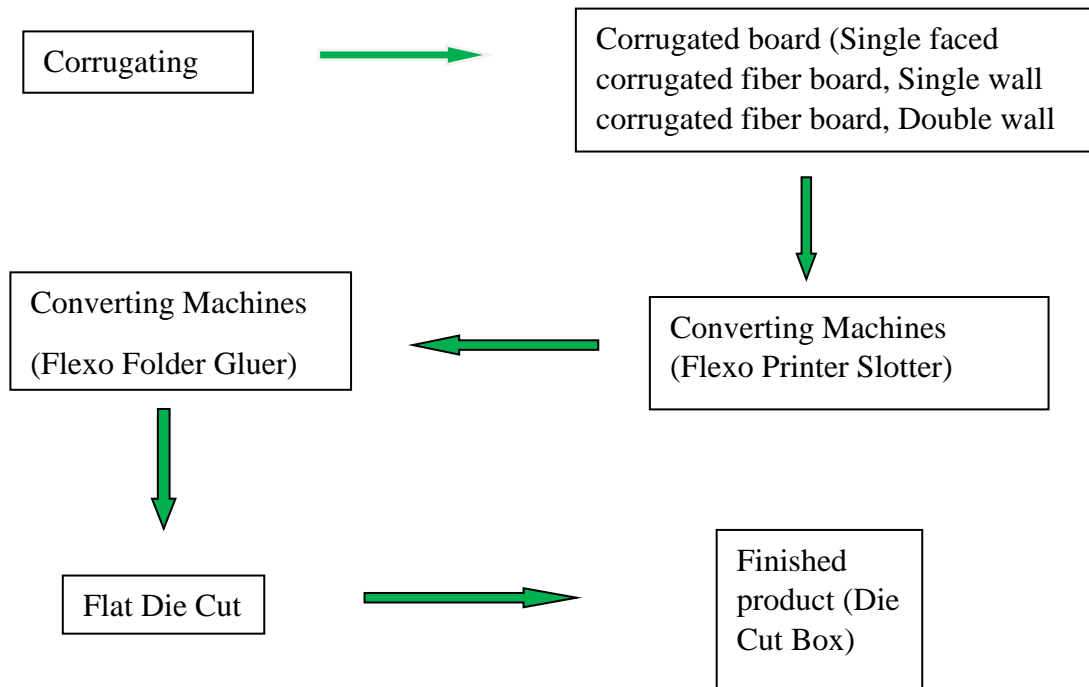 Corrugating
Corrugated board (Single faced
corrugated fiber board, Single wall
corrugated fiber board, Double wall
Converting Machines
(Flexo Printer Slotter)
Converting Machines
(Flexo Folder Gluer)
Flat Die Cut
Finished
product (Die
Cut Box)